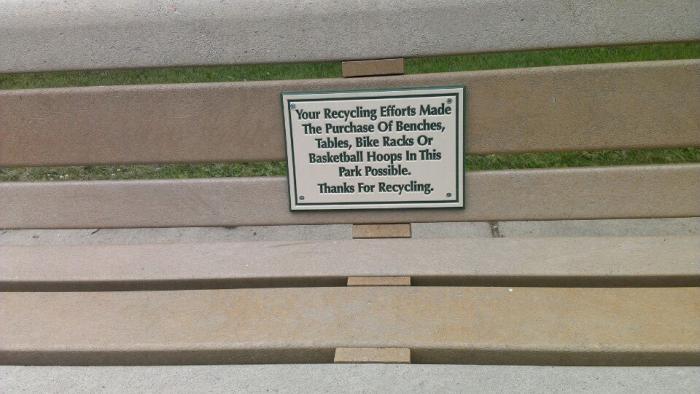 Your Recycling Efforts Made
The Purchase Of Benches,
Tables, Bike Racks Or
Basketball Hoops In This
Park Possible.
Thanks For Recycling.